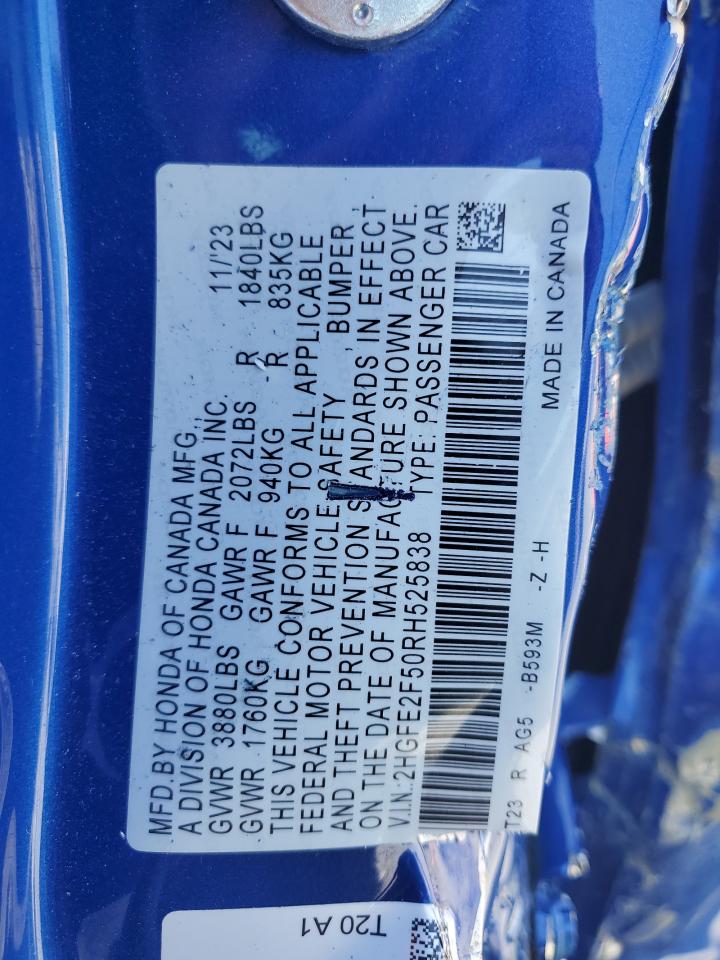 MFD.BY HONDA OF CANADA MFG.,
A DIVISION OF HONDA CANADA INC. 11/'23
GVWR 3880LBS GAWR F 2072LBS R 1840LBS
GVWR 1760KG GAWR F 940KG R 835KG
THIS VEHICLE CONFORMS TO ALL APPLICABLE
FEDERAL MOTOR VEHICLE SAFETY, BUMPER,
AND THEFT PREVENTION STANDARDS IN EFFECT
ON THE DATE OF MANUFACTURE SHOWN ABOVE.
V.I.N.:2HGFE2F50RH525838 TYPE: PASSENGER CAR
T23 R AG5 -B593M -Z -H
MADE IN CANADA
T20 A1